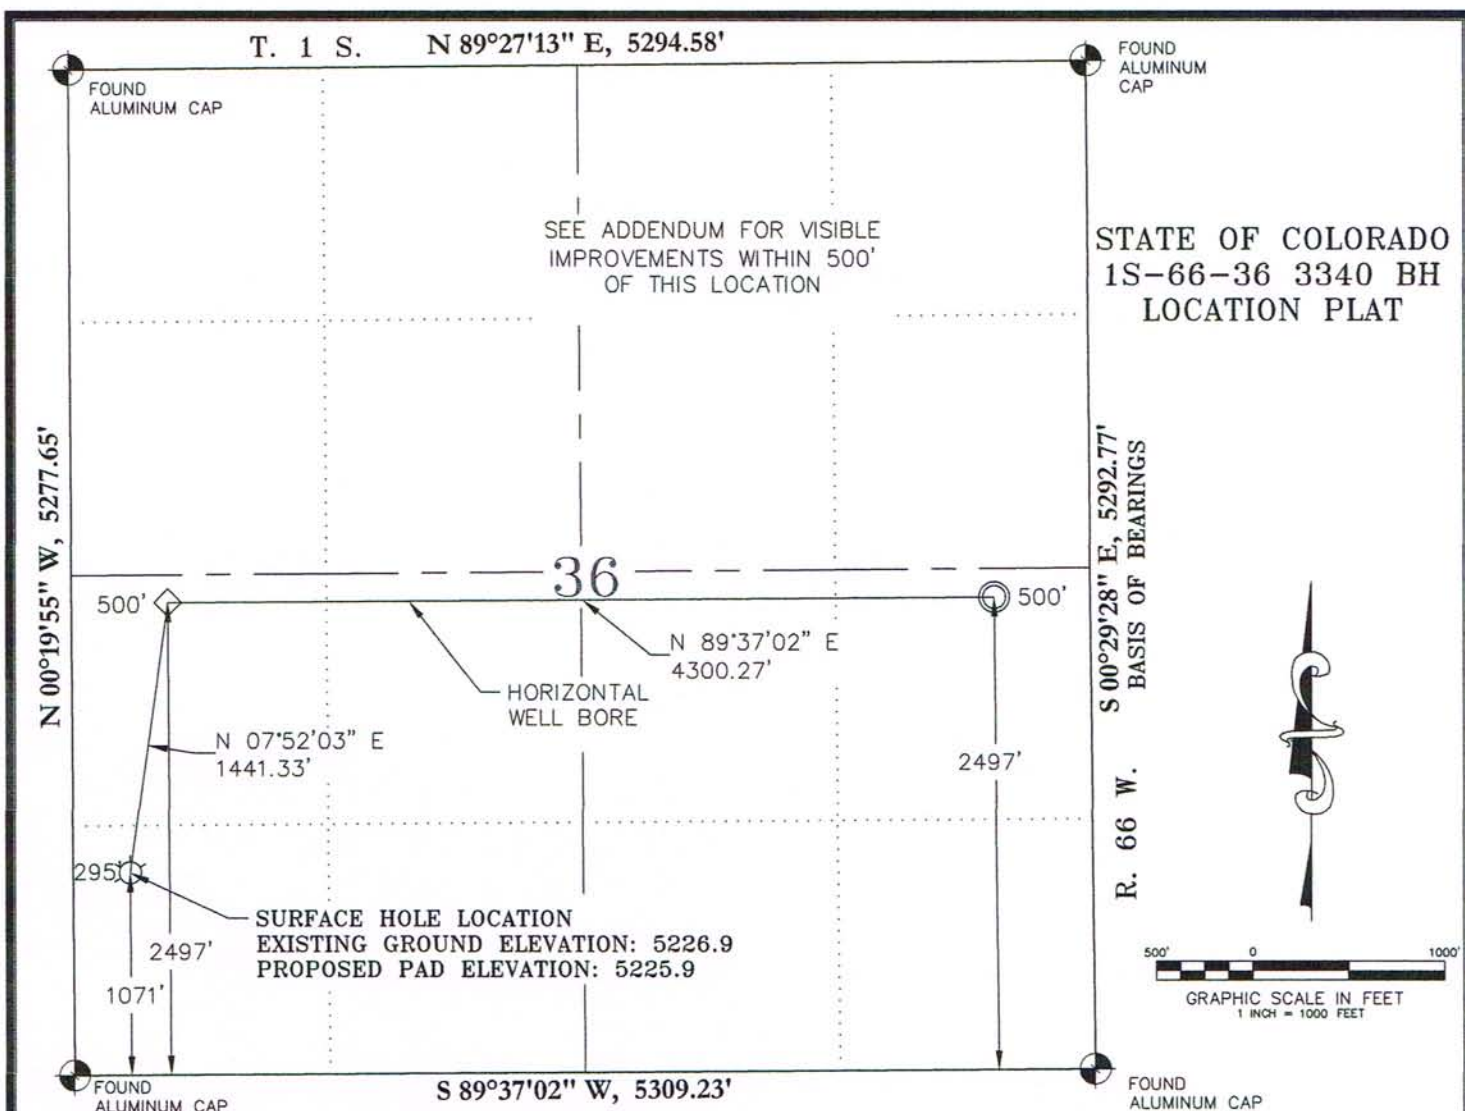 T. 1 S.
N 89°27'13" E, 5294.58'
FOUND
ALUMINUM CAP
FOUND
ALUMINUM
CAP
SEE ADDENDUM FOR VISIBLE
IMPROVEMENTS WITHIN 500'
OF THIS LOCATION
STATE OF COLORADO
1S-66-36 3340 BH
LOCATION PLAT
N 00°19'55" W, 5277.65'
S 00°29'28" E, 5292.77'
BASIS OF BEARINGS
36
500'
500'
N 89°37'02" E
4300.27'
HORIZONTAL
WELL BORE
N 07°52'03" E
1441.33'
2497'
R. 66 W.
295'
SURFACE HOLE LOCATION
EXISTING GROUND ELEVATION: 5226.9
PROPOSED PAD ELEVATION: 5225.9
2497'
1071'
500' 0 1000'
GRAPHIC SCALE IN FEET
1 INCH = 1000 FEET
FOUND
ALUMINUM CAP
S 89°37'02" W, 5309.23'
FOUND
ALUMINUM CAP